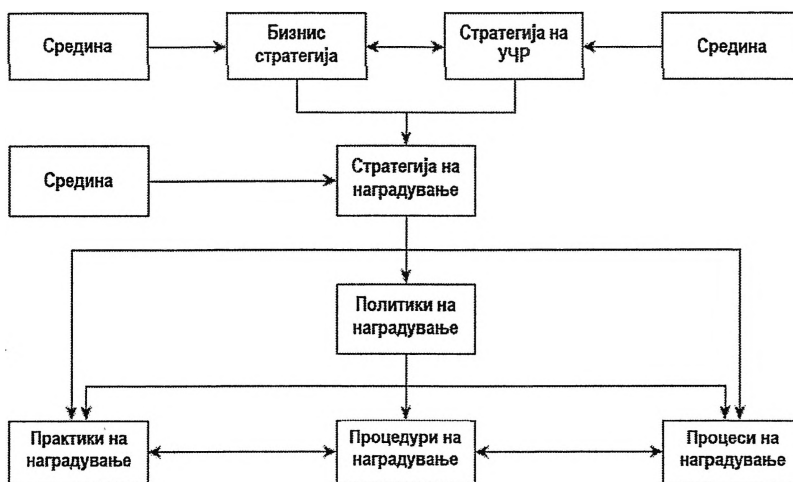 Средина
Бизнис
стратегија
Стратегија на
УЧР
Средина
Средина
Стратегија на
наградување
Политики на
наградување
Практики на
наградување
Процедури на
наградување
Процеси на
наградување